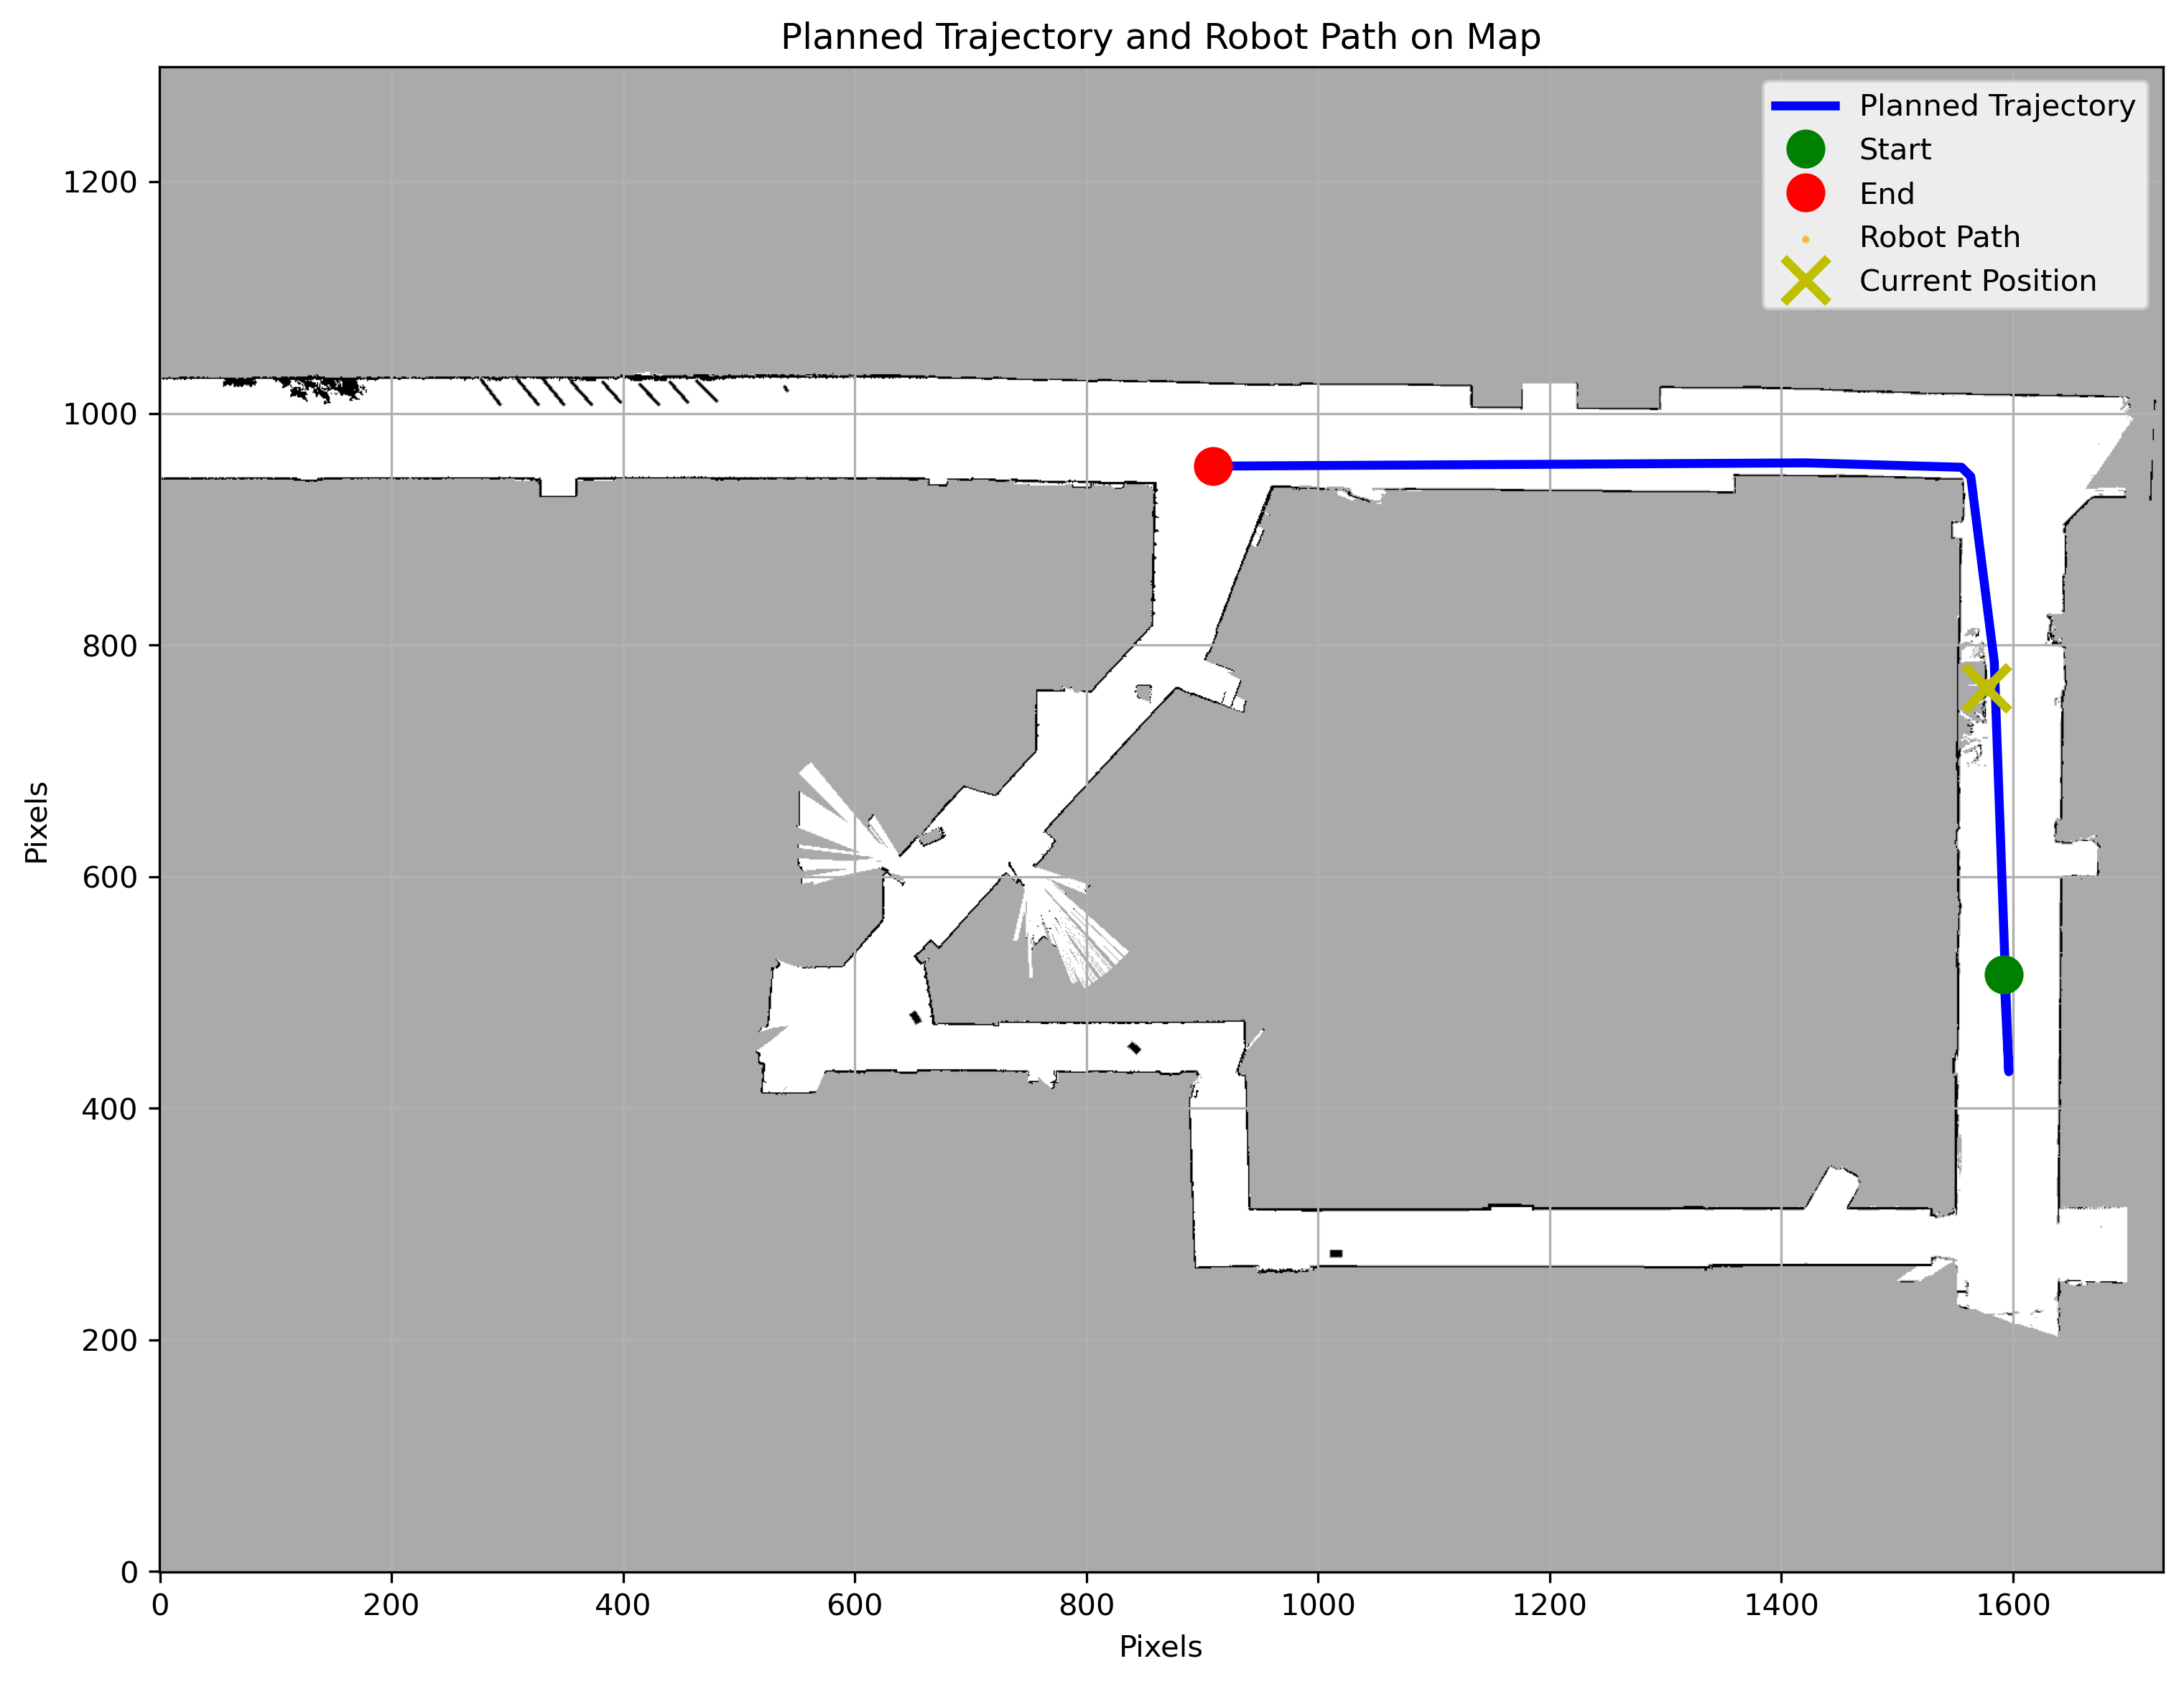 Planned Trajectory and Robot Path on Map
Planned Trajectory
Start
End
Robot Path
Current Position
1200
1000
800
600
400
200
0
Pixels
0 200 400 600 800 1000 1200 1400 1600
Pixels